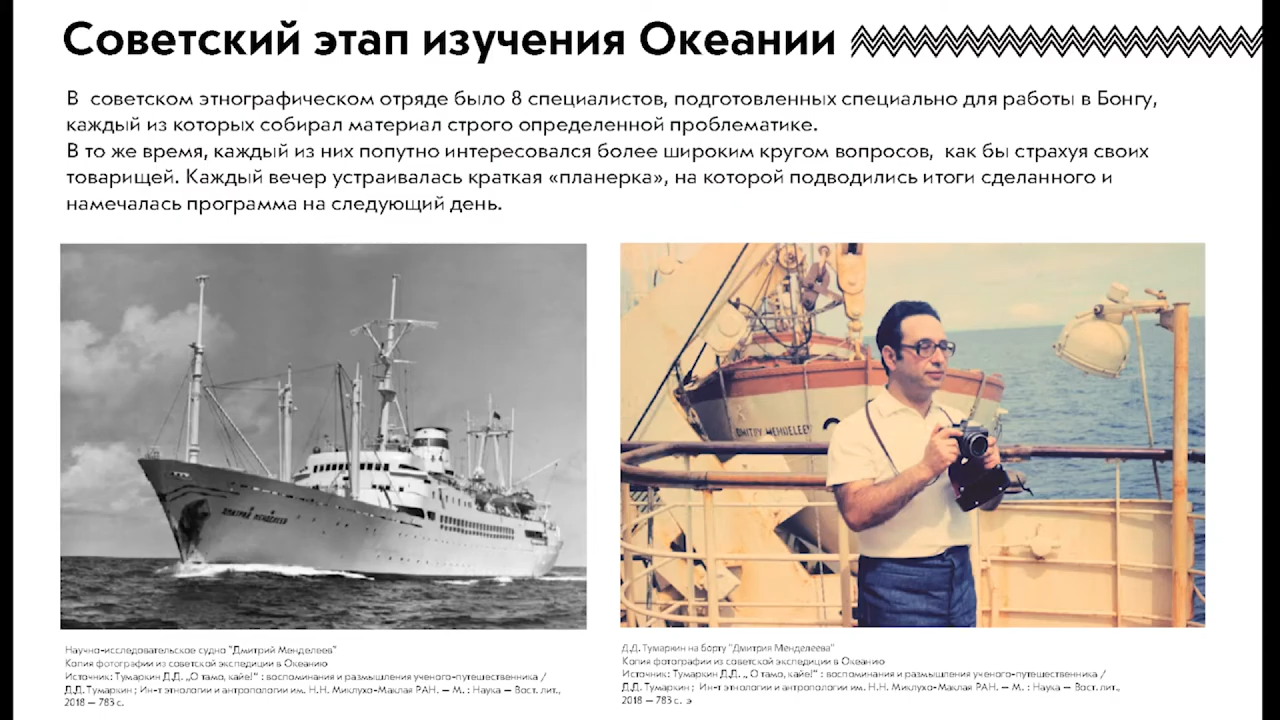 Советский этап изучения Океании
В советском этнографическом отряде было 8 специалистов, подготовленных специально для работы в Бонгу,
каждый из которых собирал материал строго определенной проблематике.
В то же время, каждый из них попутно интересовался более широким кругом вопросов, как бы страхуя своих
товарищей. Каждый вечер устраивалась краткая «планерка», на которой подводились итоги сделанного и
намечалась программа на следующий день.
ДМИТРИЙ МЕНДЕЛЕЕВ
DMITRY MENDELEEV
Научно-исследовательское судно "Дмитрий Менделеев"
Копия фотографии из советской экспедиции в Океанию
Источник: Тумаркин Д.Д. „О тамо, кайе!“ : воспоминания и размышления ученого-путешественника /
Д.Д. Тумаркин ; Ин-т этнологии и антропологии им. Н.Н. Миклухо-Маклая РАН. — М. : Наука — Вост. лит.,
2018 — 783 с.
Д.Д. Тумаркин на борту "Дмитрия Менделеева"
Копия фотографии из советской экспедиции в Океанию
Источник: Тумаркин Д.Д. „ О тамо, кайе!“ : воспоминания и размышления ученого-путешественника /
Д.Д. Тумаркин ; Ин-т этнологии и антропологии им. Н.Н. Миклухо-Маклая РАН. — М. : Наука — Вост. лит.,
2018 — 783 с. э